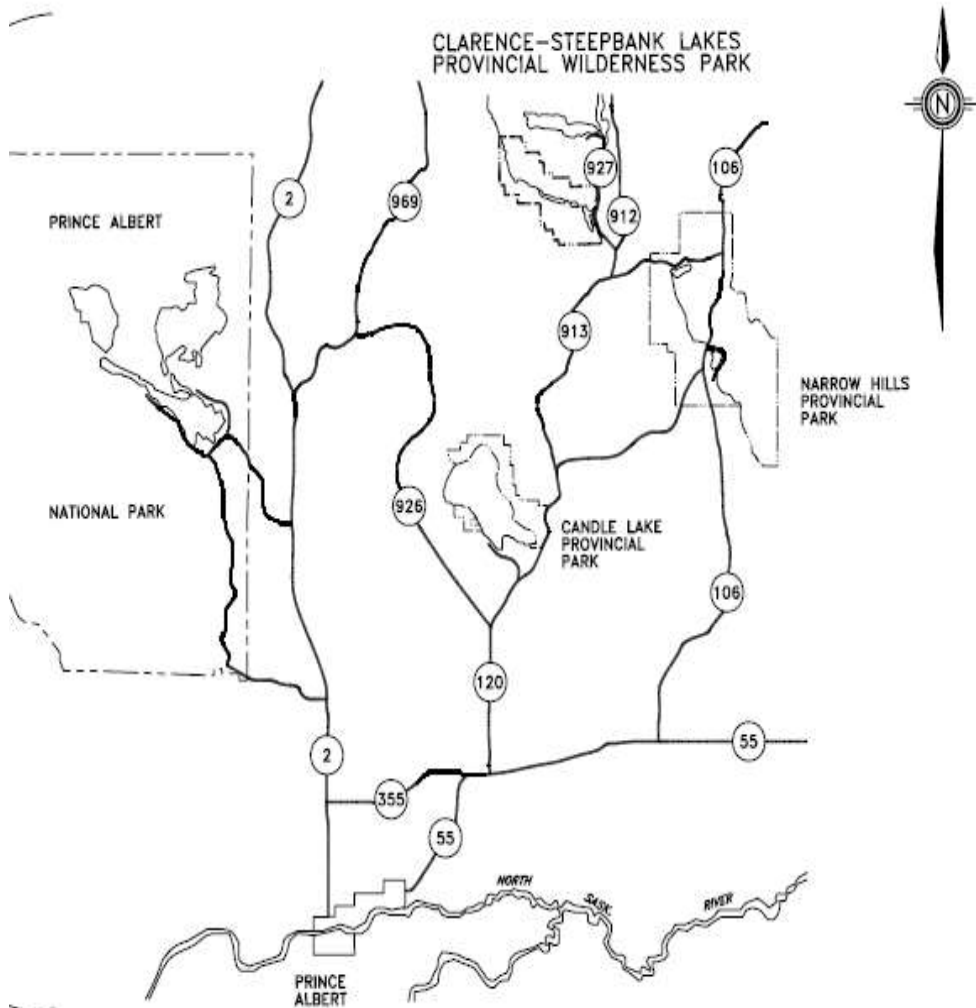 CLARENCE-STEEPBANK LAKES
PROVINCIAL WILDERNESS PARK
N
927
106
2
969
PRINCE ALBERT
912
913
NARROW HILLS
PROVINCIAL
PARK
NATIONAL PARK
926
CANDLE LAKE
PROVINCIAL
PARK
106
120
2
55
355
55
NORTH
SASK
RIVER
PRINCE
ALBERT